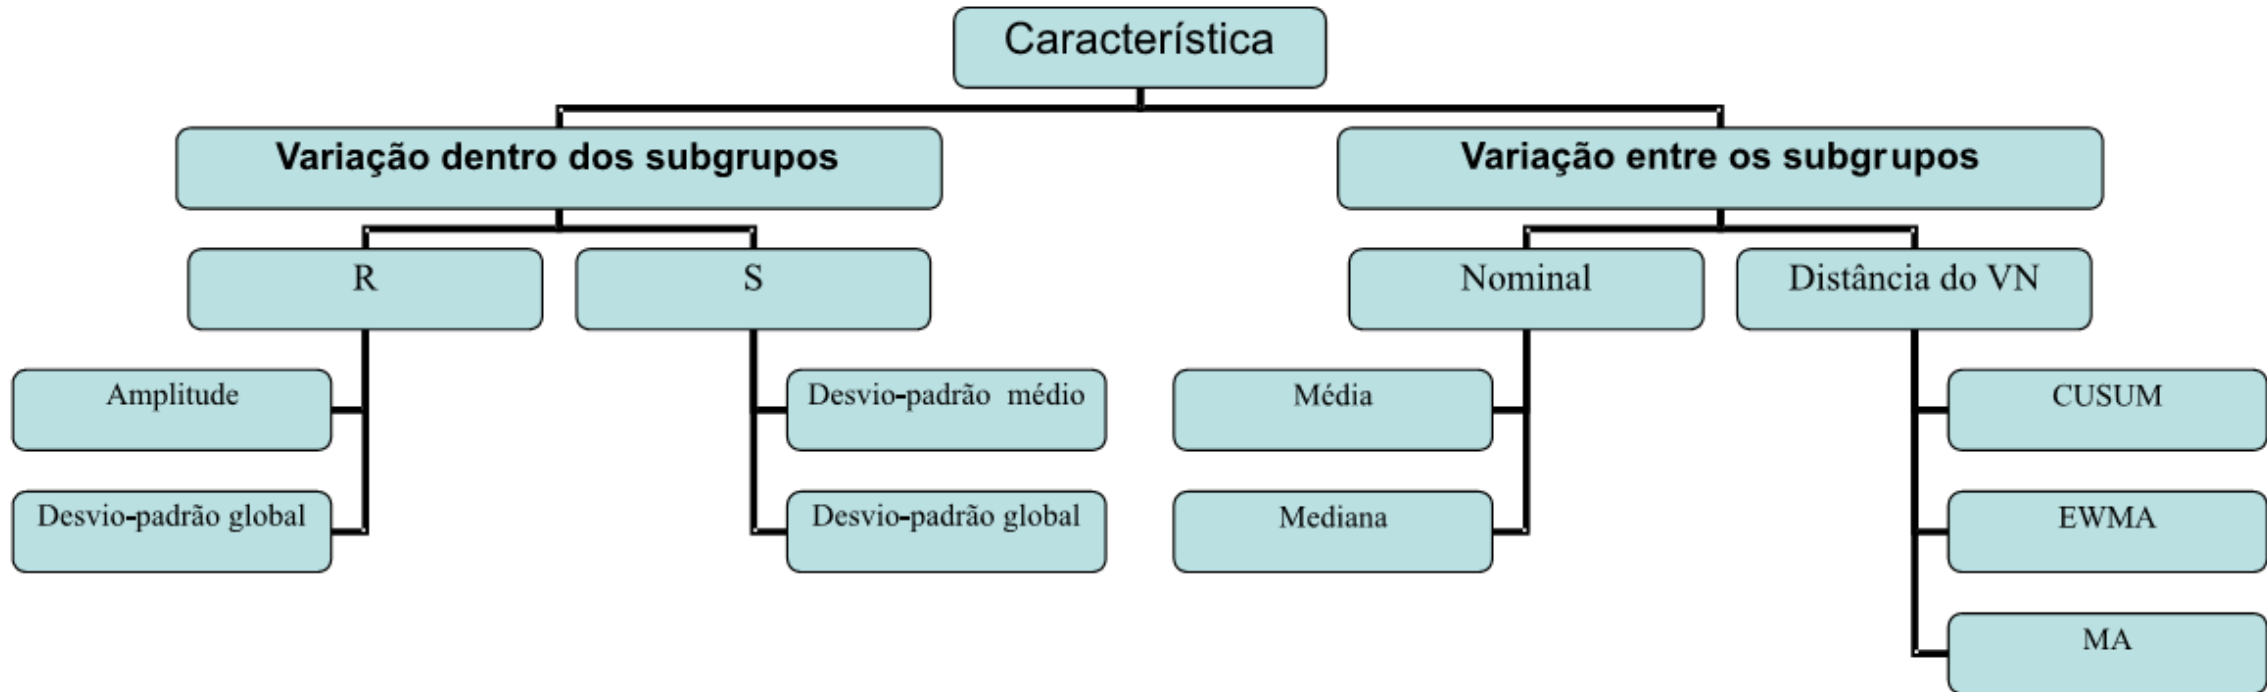 Característica
Variação dentro dos subgrupos
Variação entre os subgrupos
R
S
Nominal
Distância do VN
Amplitude
Desvio-padrão médio
Média
CUSUM
Desvio-padrão global
Desvio-padrão global
Mediana
EWMA
MA